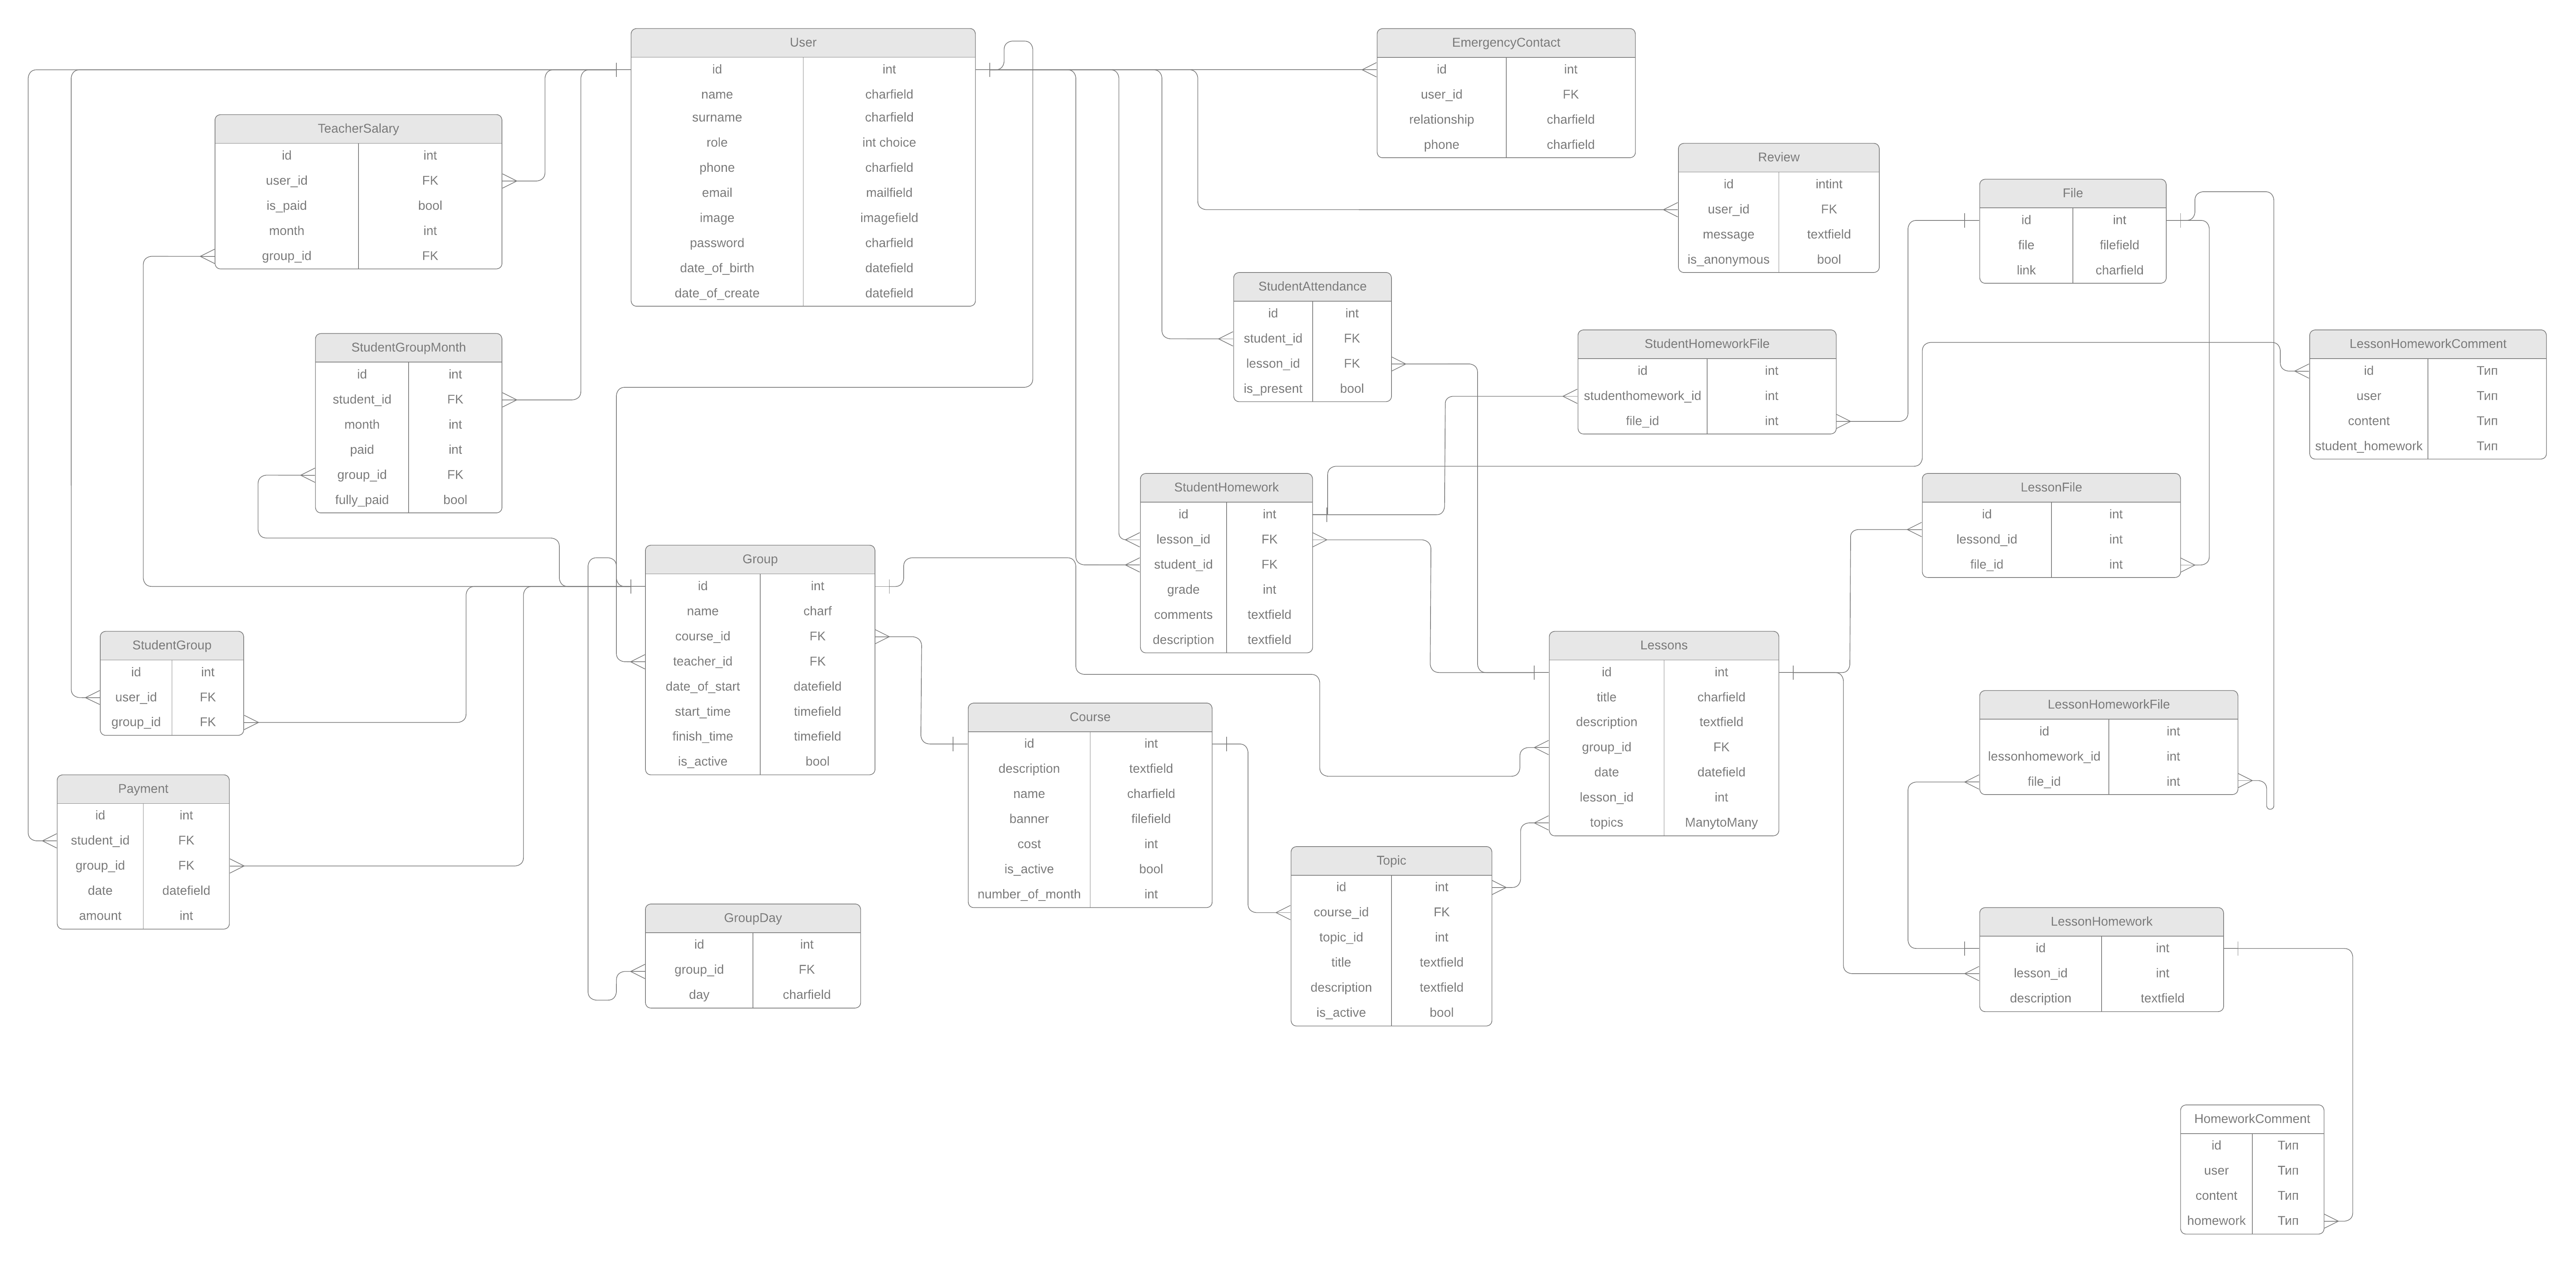 User
id int
name charfield
surname charfield
role int choice
phone charfield
email mailfield
image imagefield
password charfield
date_of_birth datefield
date_of_create datefield
EmergencyContact
id int
user_id FK
relationship charfield
phone charfield
TeacherSalary
id int
user_id FK
is_paid bool
month int
group_id FK
Review
id intint
user_id FK
message textfield
is_anonymous bool
File
id int
file filefield
link charfield
StudentAttendance
id int
student_id FK
lesson_id FK
is_present bool
StudentGroupMonth
id int
student_id FK
month int
paid int
group_id FK
fully_paid bool
StudentHomeworkFile
id int
studenthomework_id int
file_id int
LessonHomeworkComment
id Тип
user Тип
content Тип
student_homework Тип
StudentHomework
id int
lesson_id FK
student_id FK
grade int
comments textfield
description textfield
LessonFile
id int
lessond_id int
file_id int
Group
id int
name charf
course_id FK
teacher_id FK
date_of_start datefield
start_time timefield
finish_time timefield
is_active bool
StudentGroup
id int
user_id FK
group_id FK
Lessons
id int
title charfield
description textfield
group_id FK
date datefield
lesson_id int
topics ManytoMany
LessonHomeworkFile
id int
lessonhomework_id int
file_id int
Course
id int
description textfield
name charfield
banner filefield
cost int
is_active bool
number_of_month int
Payment
id int
student_id FK
group_id FK
date datefield
amount int
Topic
id int
course_id FK
topic_id int
title textfield
description textfield
is_active bool
GroupDay
id int
group_id FK
day charfield
LessonHomework
id int
lesson_id int
description textfield
HomeworkComment
id Тип
user Тип
content Тип
homework Тип